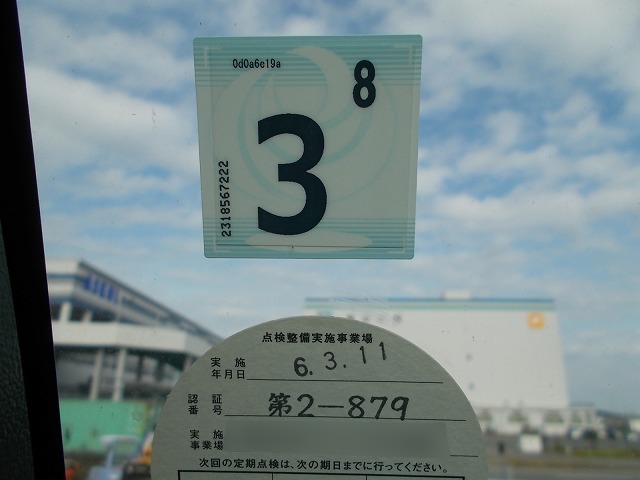 0d0a6c19a
8
3
2318567222
点検整備実施事業場
実施年月日 6.3.11
認証番号 第2-879
実施事業場
次回の定期点検は、次の期日までに行ってください。